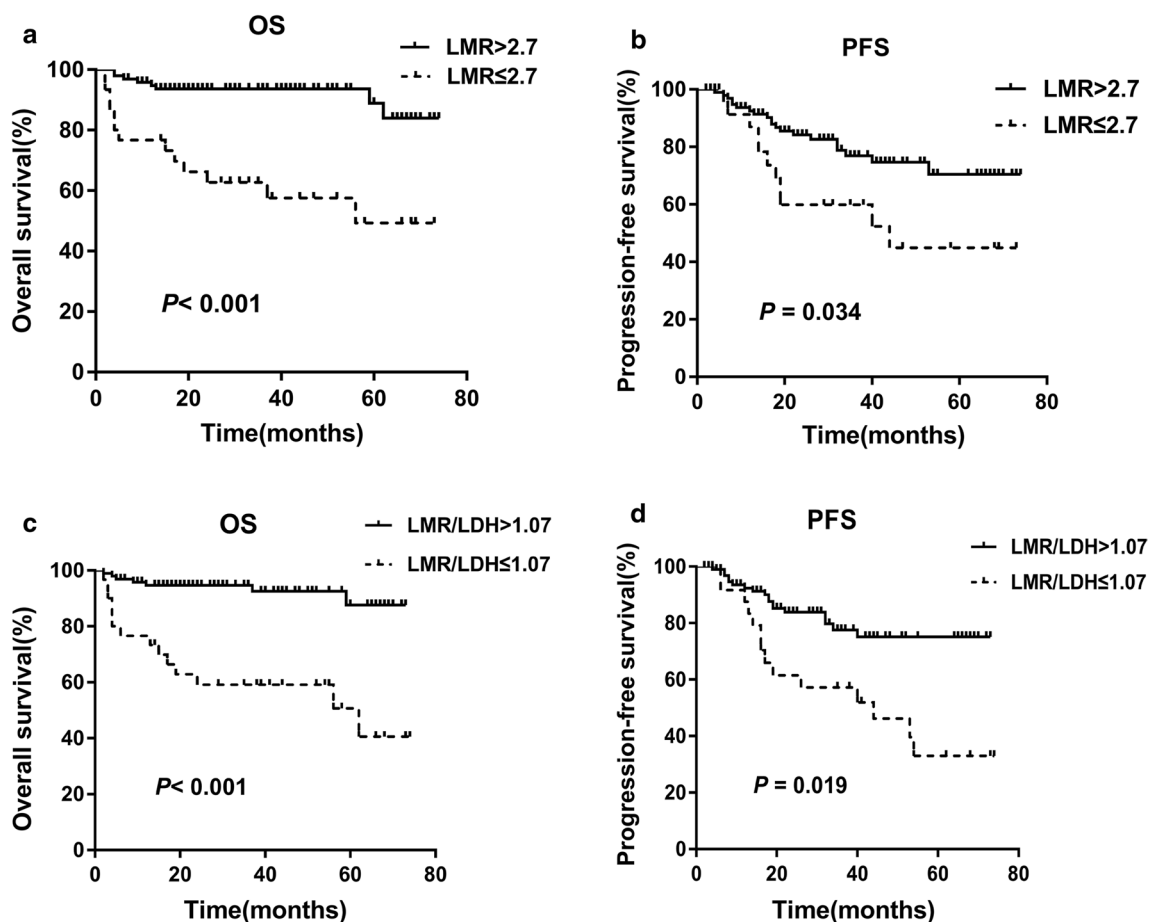 a
OS
LMR>2.7
LMR≤2.7
Overall survival(%)
100
80
60
40
20
0
P< 0.001
0 20 40 60 80
Time(months)
b
PFS
LMR>2.7
LMR≤2.7
Progression-free survival(%)
100
80
60
40
20
0
P = 0.034
0 20 40 60 80
Time(months)
c
OS
LMR/LDH>1.07
LMR/LDH≤1.07
Overall survival(%)
100
80
60
40
20
0
P< 0.001
0 20 40 60 80
Time(months)
d
PFS
LMR/LDH>1.07
LMR/LDH≤1.07
Progression-free survival(%)
100
80
60
40
20
0
P = 0.019
0 20 40 60 80
Time(months)